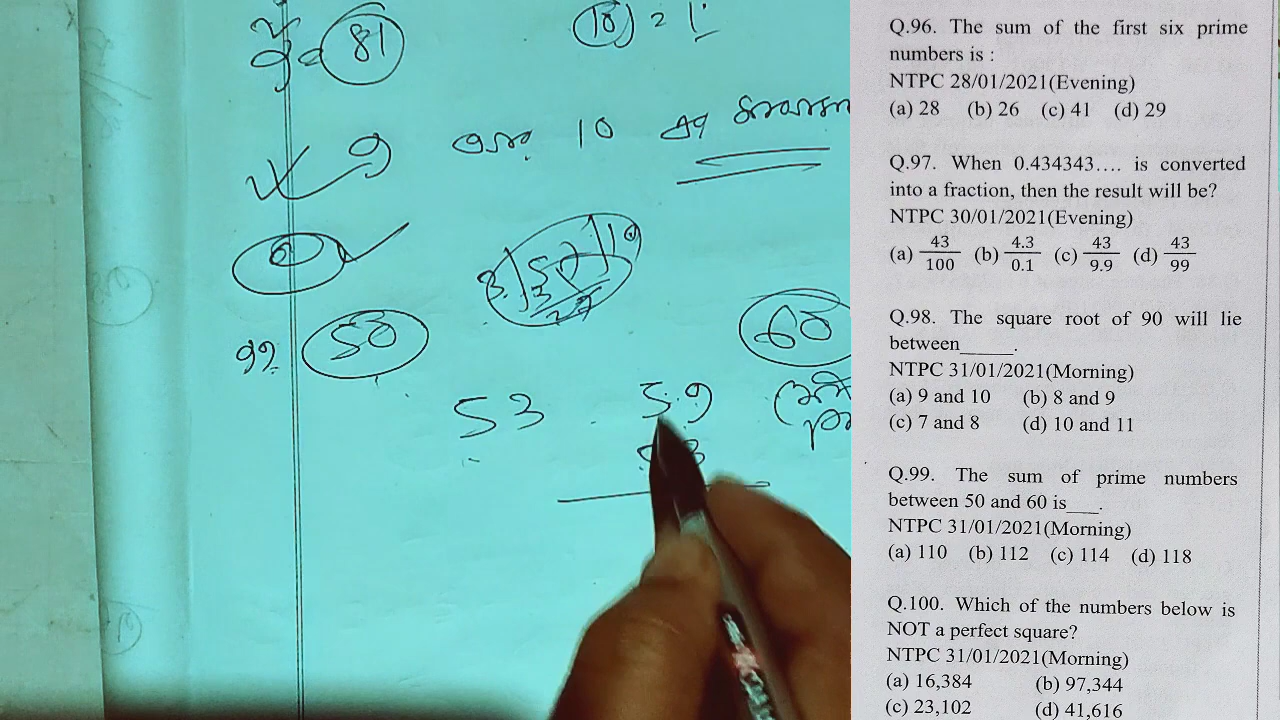 81
10 এর
50
60
53 59
Q.96. The sum of the first six prime
numbers is :
NTPC 28/01/2021(Evening)
(a) 28 (b) 26 (c) 41 (d) 29
Q.97. When 0.434343.... is converted
into a fraction, then the result will be?
NTPC 30/01/2021(Evening)
(a) 43/100 (b) 4.3/0.1 (c) 43/9.9 (d) 43/99
Q.98. The square root of 90 will lie
between_____.
NTPC 31/01/2021(Morning)
(a) 9 and 10 (b) 8 and 9
(c) 7 and 8 (d) 10 and 11
Q.99. The sum of prime numbers
between 50 and 60 is___.
NTPC 31/01/2021(Morning)
(a) 110 (b) 112 (c) 114 (d) 118
Q.100. Which of the numbers below is
NOT a perfect square?
NTPC 31/01/2021(Morning)
(a) 16,384 (b) 97,344
(c) 23,102 (d) 41,616